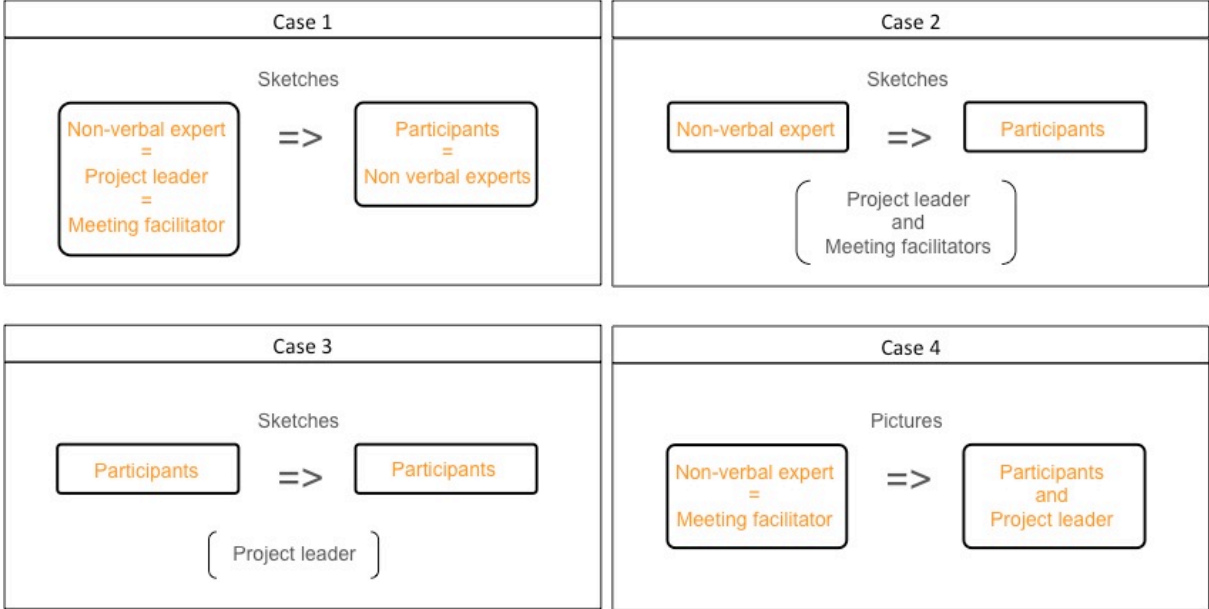 Case 1
Sketches
Non-verbal expert
=
Project leader
=
Meeting facilitator
=>
Participants
=
Non verbal experts
Case 2
Sketches
Non-verbal expert
=>
Participants
Project leader
and
Meeting facilitators
Case 3
Sketches
Participants
=>
Participants
Project leader
Case 4
Pictures
Non-verbal expert
=
Meeting facilitator
=>
Participants
and
Project leader